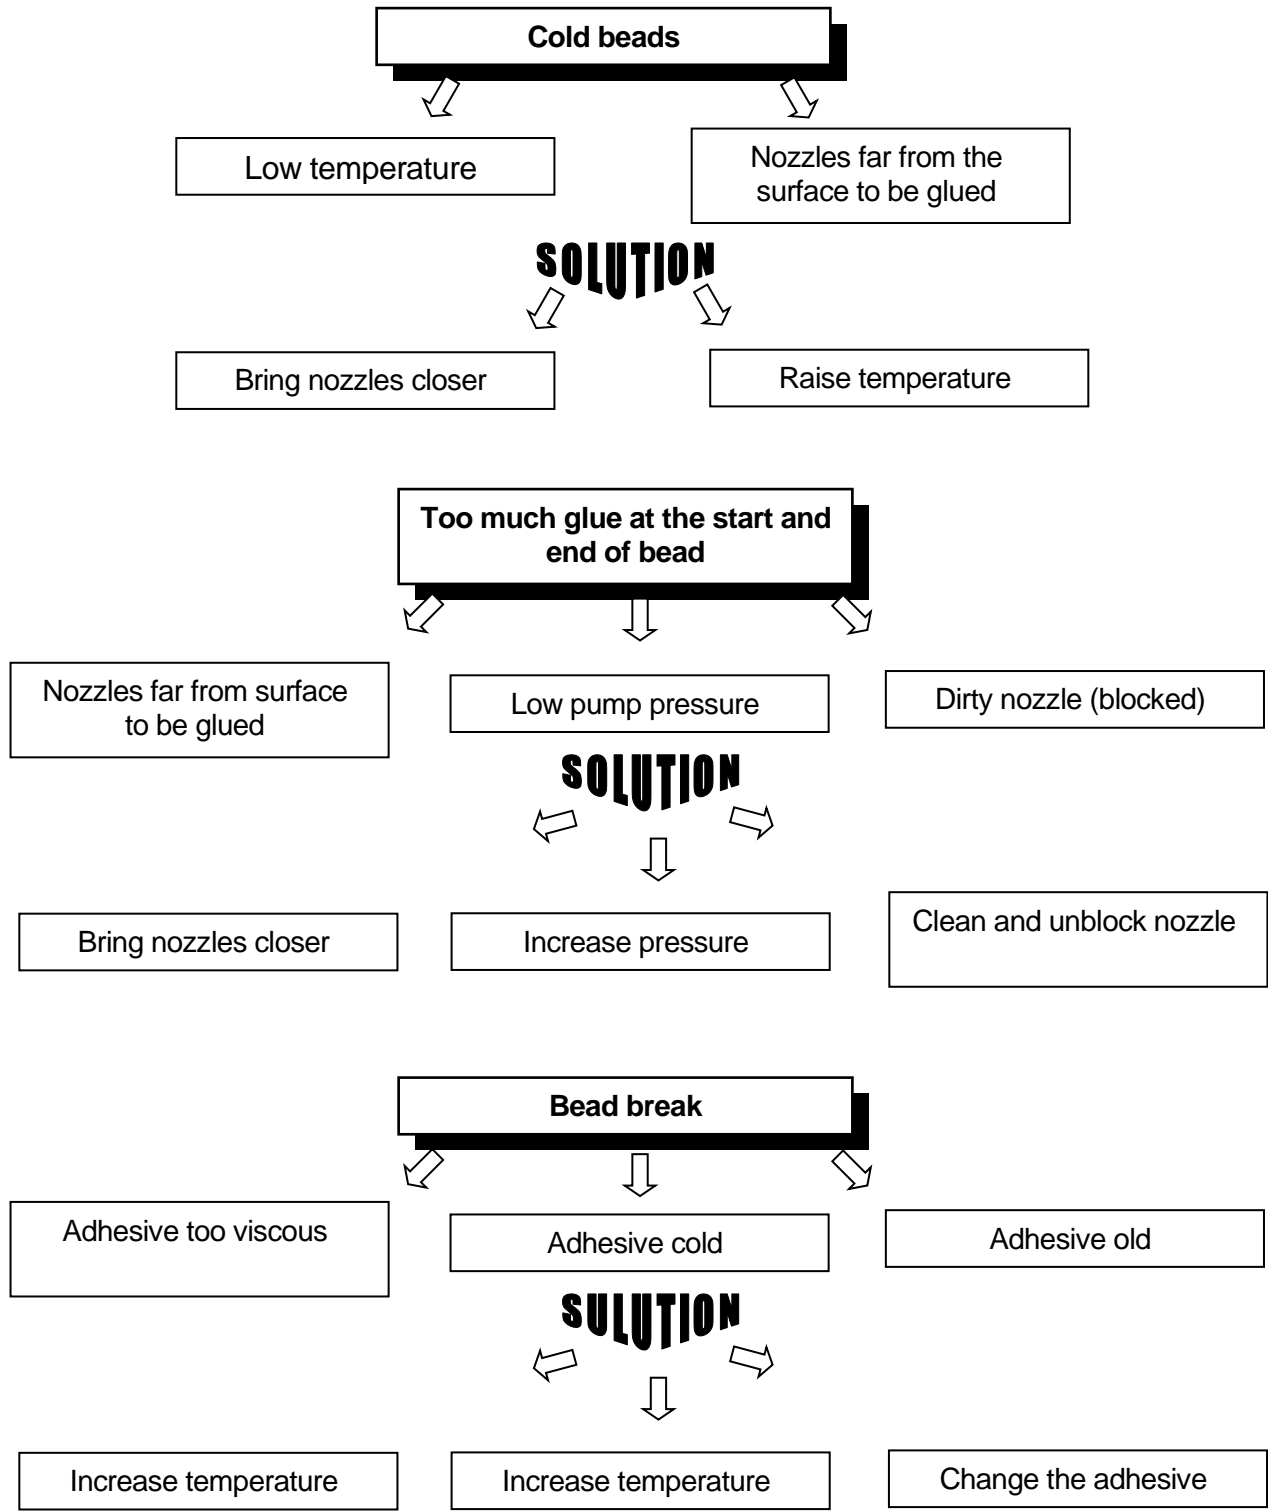 Cold beads
Low temperature
Nozzles far from the
surface to be glued
SOLUTION
Bring nozzles closer
Raise temperature
Too much glue at the start and
end of bead
Nozzles far from surface
to be glued
Low pump pressure
Dirty nozzle (blocked)
SOLUTION
Bring nozzles closer
Increase pressure
Clean and unblock nozzle
Bead break
Adhesive too viscous
Adhesive cold
Adhesive old
SULUTION
Increase temperature
Increase temperature
Change the adhesive